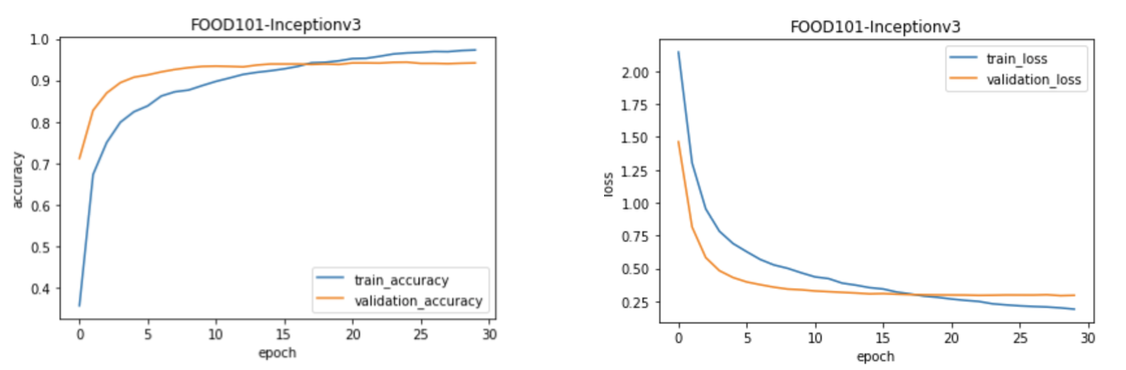 FOOD101-Inceptionv3
1.0
0.9
0.8
0.7
0.6
0.5
0.4
accuracy
train_accuracy
validation_accuracy
0 5 10 15 20 25 30
epoch
FOOD101-Inceptionv3
train_loss
validation_loss
2.00
1.75
1.50
1.25
1.00
0.75
0.50
0.25
loss
0 5 10 15 20 25 30
epoch